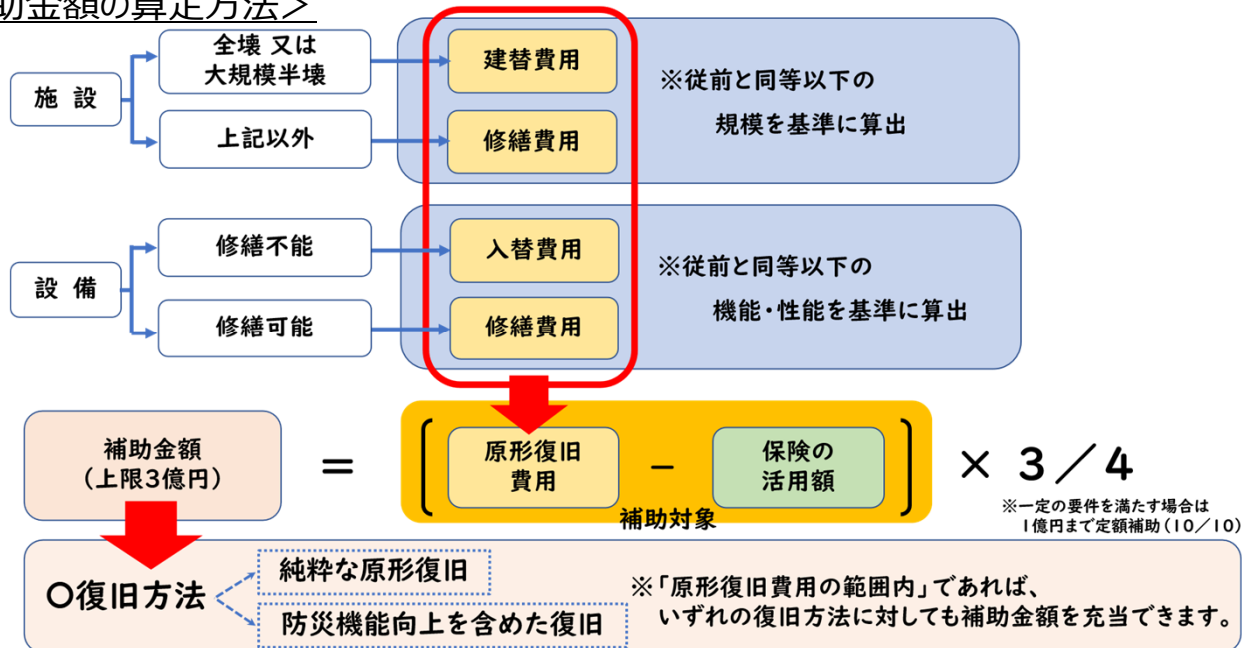 助金額の算定方法＞
施 設
全壊 又は
大規模半壊
建替費用
※従前と同等以下の
規模を基準に算出
上記以外
修繕費用
設 備
修繕不能
入替費用
※従前と同等以下の
機能・性能を基準に算出
修繕可能
修繕費用
補助金額
（上限3億円）
＝
原形復旧
費用
－
保険の
活用額
× 3／4
補助対象
※一定の要件を満たす場合は
1億円まで定額補助（10／10）
〇復旧方法
純粋な原形復旧
防災機能向上を含めた復旧
※「原形復旧費用の範囲内」であれば、
いずれの復旧方法に対しても補助金額を充当できます。